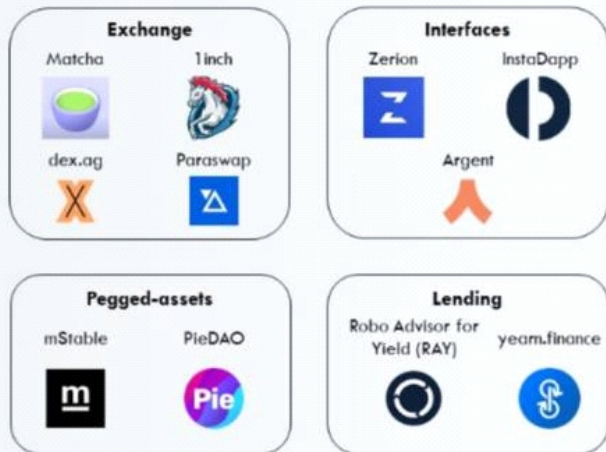 Exchange
Matcha 1inch
dex.ag Paraswap
Interfaces
Zerion InstaDapp
Argent
Pegged-assets
mStable PieDAO
m Pie
Lending
Robo Advisor for
Yield (RAY) yearn.finance